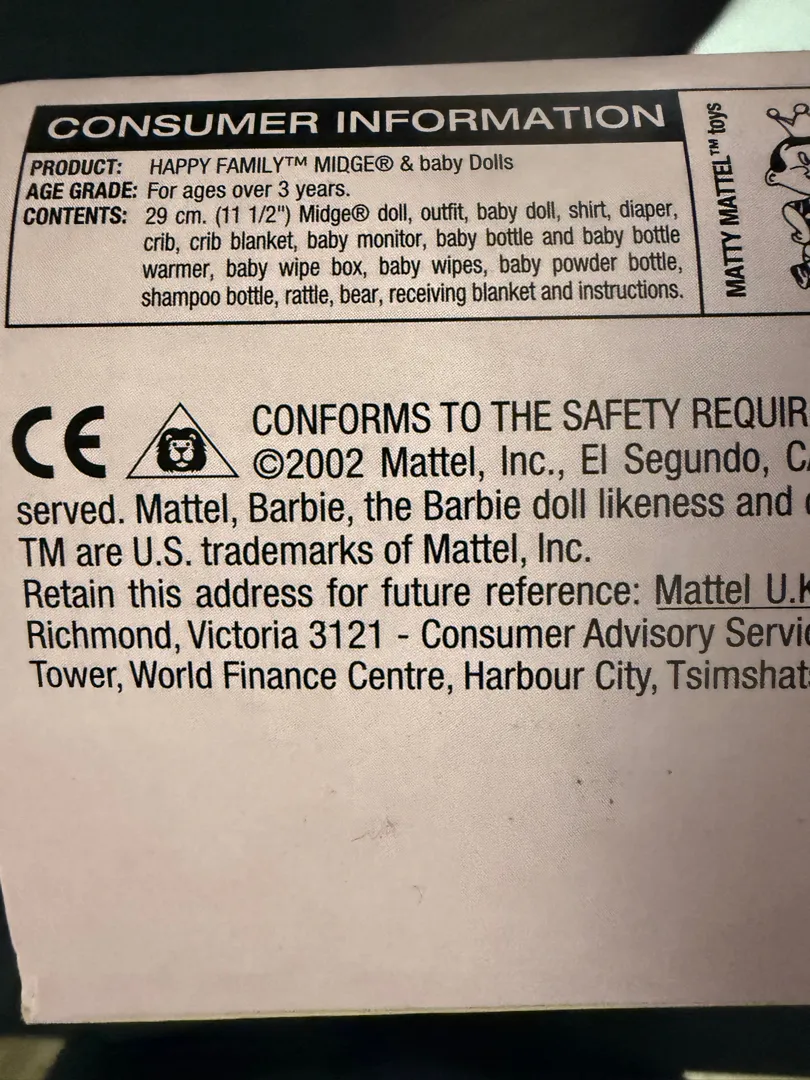 CONSUMER INFORMATION
PRODUCT: HAPPY FAMILY™ MIDGE® & baby Dolls
AGE GRADE: For ages over 3 years.
CONTENTS: 29 cm. (11 1/2") Midge® doll, outfit, baby doll, shirt, diaper,
crib, crib blanket, baby monitor, baby bottle and baby bottle
warmer, baby wipe box, baby wipes, baby powder bottle,
shampoo bottle, rattle, bear, receiving blanket and instructions.
MATTY MATTEL™ toys
CE
CONFORMS TO THE SAFETY REQUIR
©2002 Mattel, Inc., El Segundo, CA
served. Mattel, Barbie, the Barbie doll likeness and
TM are U.S. trademarks of Mattel, Inc.
Retain this address for future reference: Mattel U.K
Richmond, Victoria 3121 - Consumer Advisory Servic
Tower, World Finance Centre, Harbour City, Tsimshat